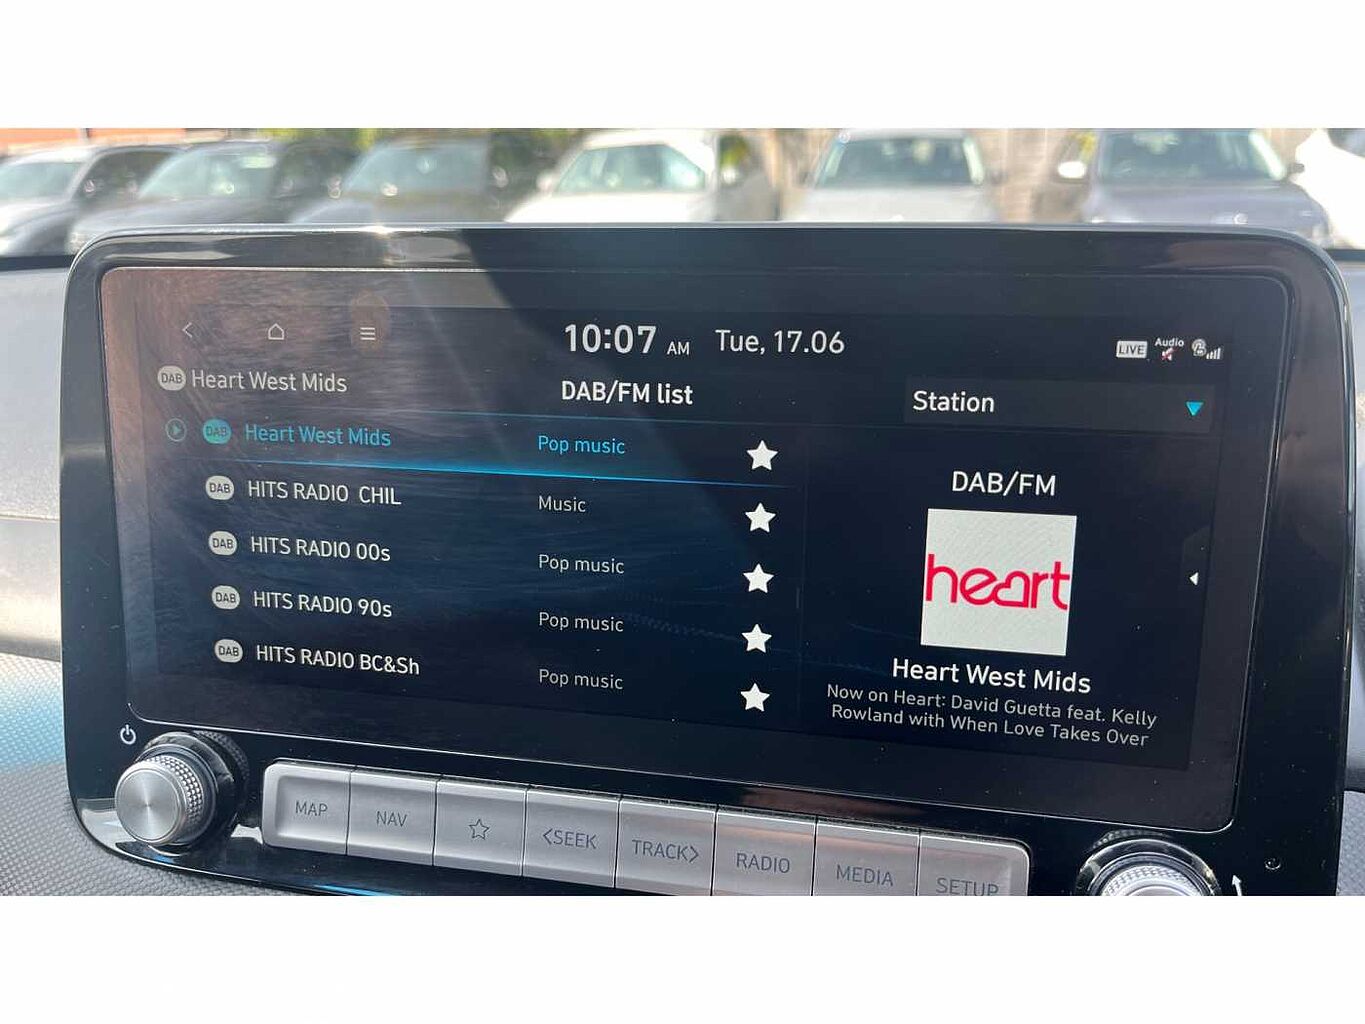 10:07 AM Tue, 17.06
LIVE Audio
DAB Heart West Mids DAB/FM list Station
DAB Heart West Mids Pop music
DAB HITS RADIO CHIL Music
DAB HITS RADIO 00s Pop music
DAB HITS RADIO 90s Pop music
DAB HITS RADIO BC&Sh Pop music
DAB/FM
heart
Heart West Mids
Now on Heart: David Guetta feat. Kelly
Rowland with When Love Takes Over
MAP NAV <SEEK TRACK> RADIO MEDIA SETUP